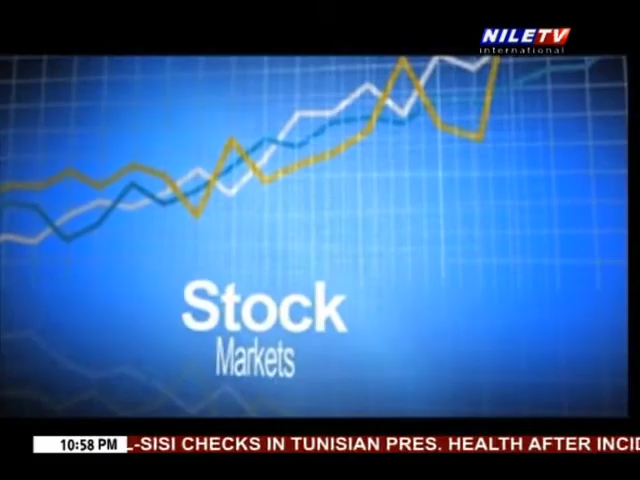 NILETV
international
Stock
Markets
10:58 PM L-SISI CHECKS IN TUNISIAN PRES. HEALTH AFTER INCID